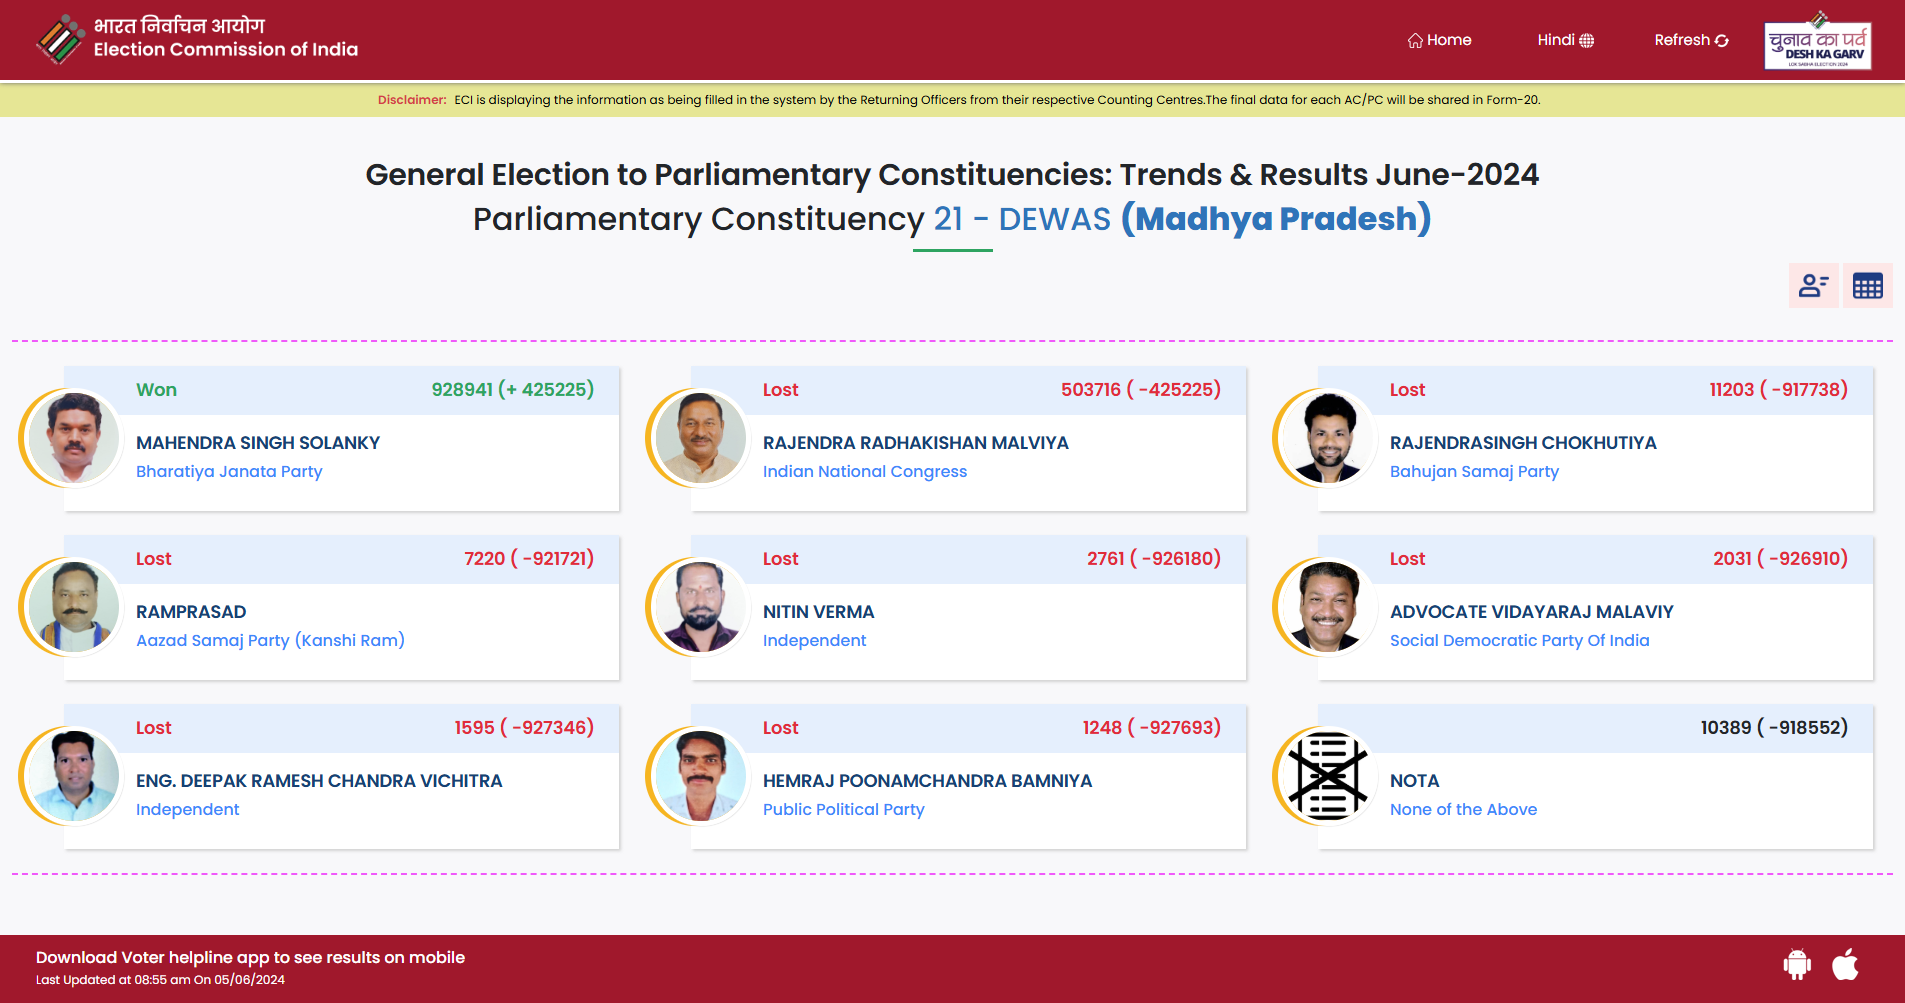 भारत निर्वाचन आयोग
Election Commission of India
Home
Hindi
Refresh
चुनाव का पर्व
DESH KA GARV
LOK SABHA ELECTION 2024
Disclaimer: ECI is displaying the information as being filled in the system by the Returning Officers from their respective Counting Centres.The final data for each AC/PC will be shared in Form-20.
General Election to Parliamentary Constituencies: Trends & Results June-2024
Parliamentary Constituency 21 - DEWAS (Madhya Pradesh)
Won 928941 (+ 425225)
MAHENDRA SINGH SOLANKY
Bharatiya Janata Party
Lost 503716 ( -425225)
RAJENDRA RADHAKISHAN MALVIYA
Indian National Congress
Lost 11203 ( -917738)
RAJENDRASINGH CHOKHUTIYA
Bahujan Samaj Party
Lost 7220 ( -921721)
RAMPRASAD
Aazad Samaj Party (Kanshi Ram)
Lost 2761 ( -926180)
NITIN VERMA
Independent
Lost 2031 ( -926910)
ADVOCATE VIDAYARAJ MALAVIY
Social Democratic Party Of India
Lost 1595 ( -927346)
ENG. DEEPAK RAMESH CHANDRA VICHITRA
Independent
Lost 1248 ( -927693)
HEMRAJ POONAMCHANDRA BAMNIYA
Public Political Party
10389 ( -918552)
NOTA
None of the Above
Download Voter helpline app to see results on mobile
Last Updated at 08:55 am On 05/06/2024